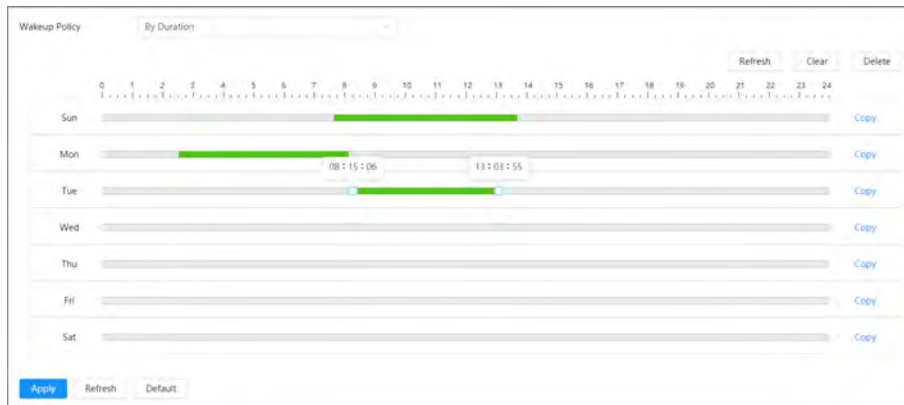 Wakeup Policy By Duration
Refresh Clear Delete
0 1 2 3 4 5 6 7 8 9 10 11 12 13 14 15 16 17 18 19 20 21 22 23 24
Sun Copy
Mon Copy
08:15:06 13:03:55
Tue Copy
Wed Copy
Thu Copy
Fri Copy
Sat Copy
Apply Refresh Default